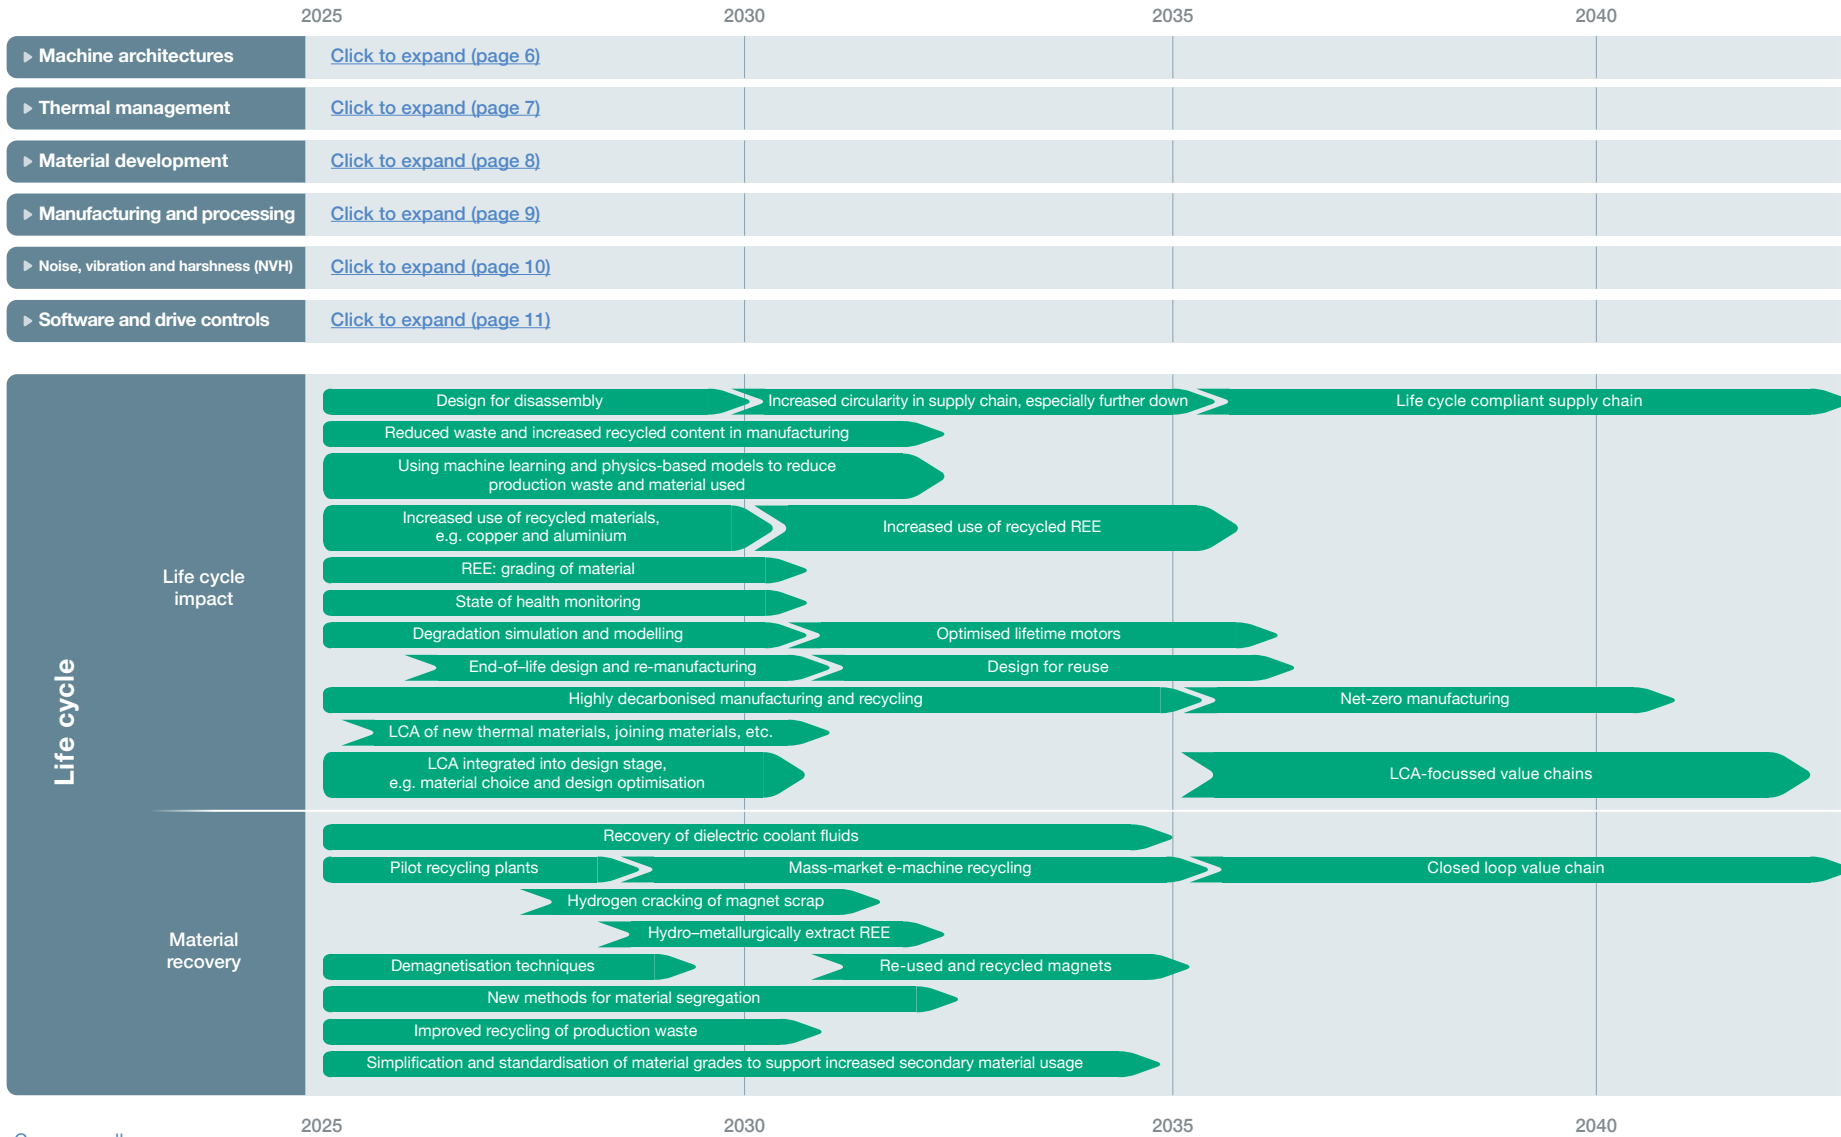 2025 2030 2035 2040
Machine architectures Click to expand (page 6)
Thermal management Click to expand (page 7)
Material development Click to expand (page 8)
Manufacturing and processing Click to expand (page 9)
Noise, vibration and harshness (NVH) Click to expand (page 10)
Software and drive controls Click to expand (page 11)
Life cycle
Life cycle
impact
Design for disassembly Increased circularity in supply chain, especially further down Life cycle compliant supply chain
Reduced waste and increased recycled content in manufacturing
Using machine learning and physics-based models to reduce
production waste and material used
Increased use of recycled materials,
e.g. copper and aluminium
Increased use of recycled REE
REE: grading of material
State of health monitoring
Degradation simulation and modelling Optimised lifetime motors
End-of–life design and re-manufacturing Design for reuse
Highly decarbonised manufacturing and recycling Net-zero manufacturing
LCA of new thermal materials, joining materials, etc.
LCA integrated into design stage,
e.g. material choice and design optimisation
LCA-focussed value chains
Material
recovery
Recovery of dielectric coolant fluids
Pilot recycling plants Mass-market e-machine recycling Closed loop value chain
Hydrogen cracking of magnet scrap
Hydro–metallurgically extract REE
Demagnetisation techniques Re-used and recycled magnets
New methods for material segregation
Improved recycling of production waste
Simplification and standardisation of material grades to support increased secondary material usage
2025 2030 2035 2040